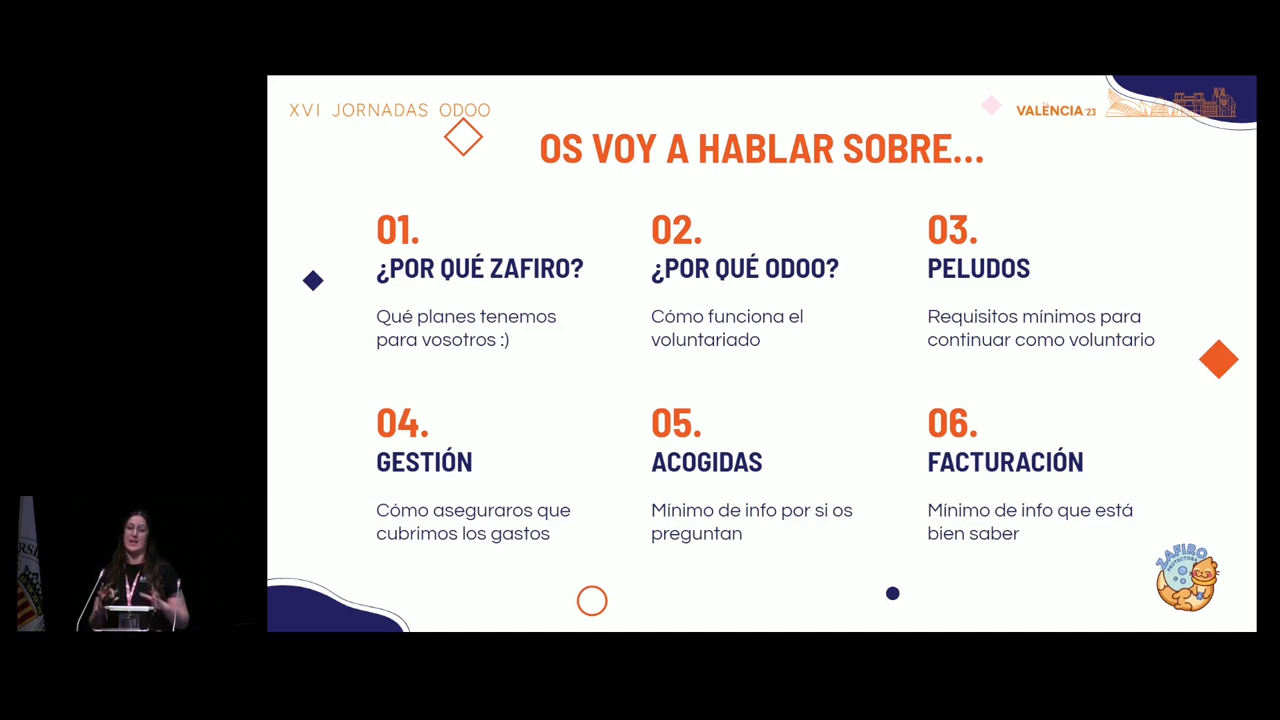 XVI JORNADAS ODOO
VALENCIA '23
OS VOY A HABLAR SOBRE...
01.
¿POR QUÉ ZAFIRO?
Qué planes tenemos
para vosotros :)
02.
¿POR QUÉ ODOO?
Cómo funciona el
voluntariado
03.
PELUDOS
Requisitos mínimos para
continuar como voluntario
04.
GESTIÓN
Cómo aseguraros que
cubrimos los gastos
05.
ACOGIDAS
Mínimo de info por si os
preguntan
06.
FACTURACIÓN
Mínimo de info que está
bien saber
ZAFIRO
PROTECTORA